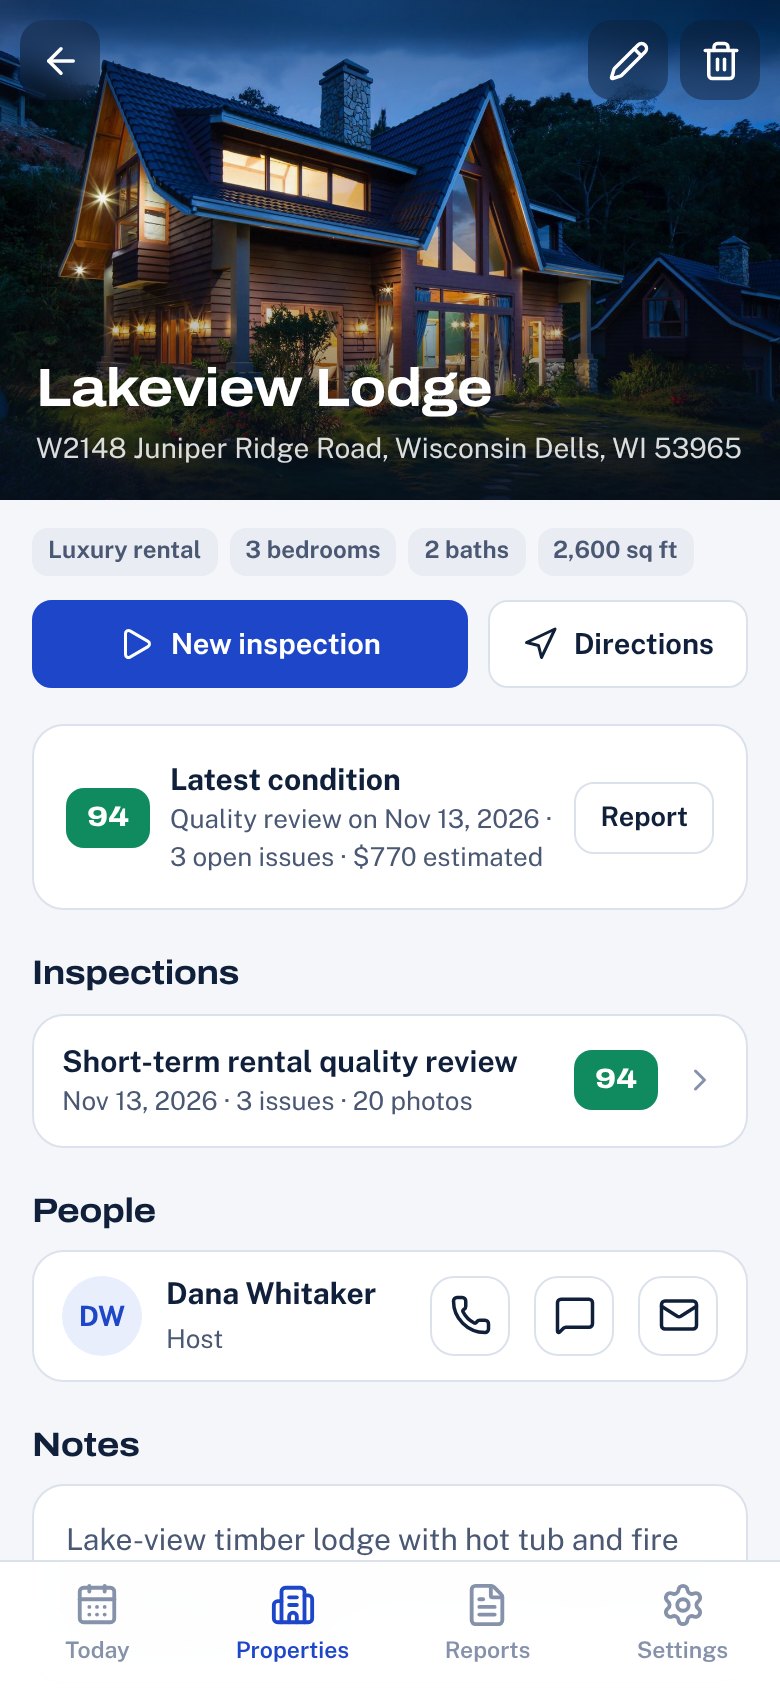 Lakeview Lodge
W2148 Juniper Ridge Road, Wisconsin Dells, WI 53965
Luxury rental
3 bedrooms
2 baths
2,600 sq ft
New inspection
Directions
94
Latest condition
Quality review on Nov 13, 2026 ·
3 open issues · $770 estimated
Report
Inspections
Short-term rental quality review
Nov 13, 2026 · 3 issues · 20 photos
94
People
DW
Dana Whitaker
Host
Notes
Lake-view timber lodge with hot tub and fire
Today
Properties
Reports
Settings